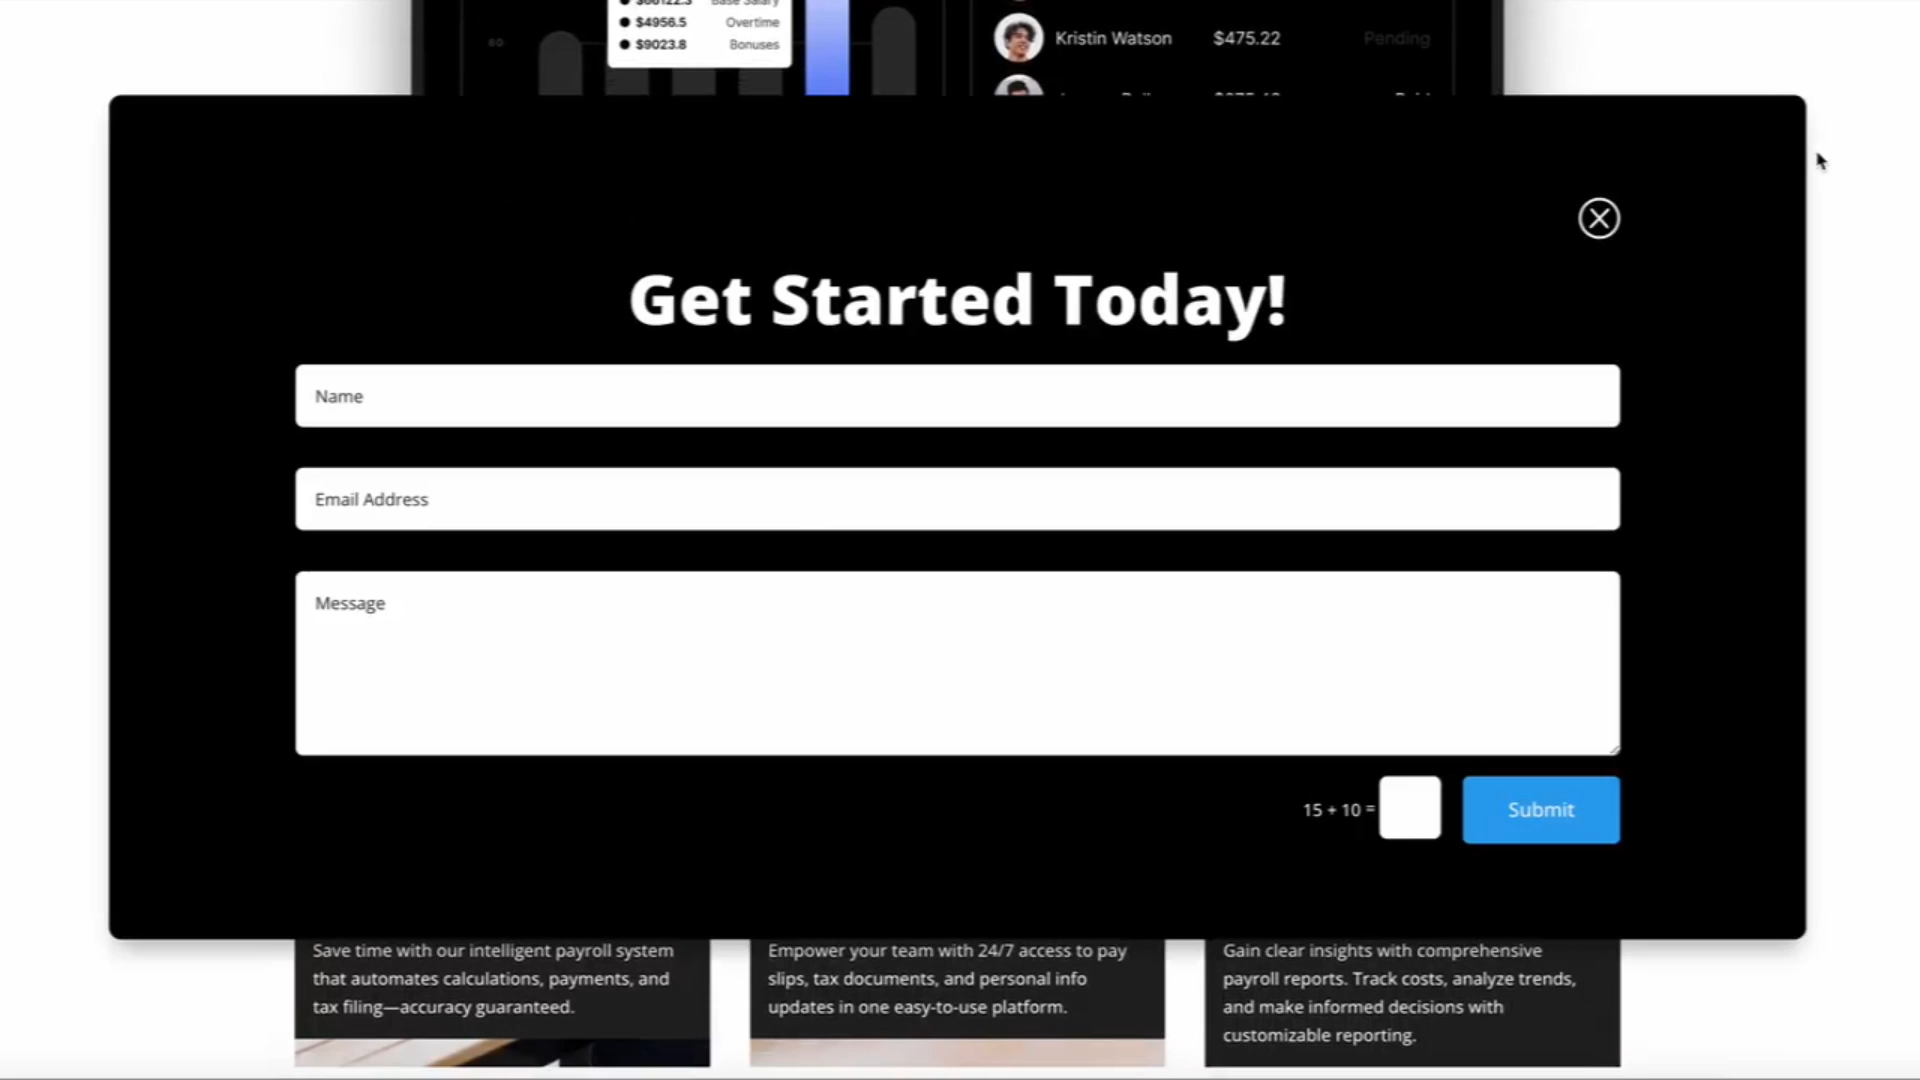 Base Salary
$4956.5 Overtime
$9023.8 Bonuses
Kristin Watson $475.22 Pending
Get Started Today!
Name
Email Address
Message
15 + 10 =
Submit
Save time with our intelligent payroll system
that automates calculations, payments, and
tax filing—accuracy guaranteed.
Empower your team with 24/7 access to pay
slips, tax documents, and personal info
updates in one easy-to-use platform.
Gain clear insights with comprehensive
payroll reports. Track costs, analyze trends,
and make informed decisions with
customizable reporting.